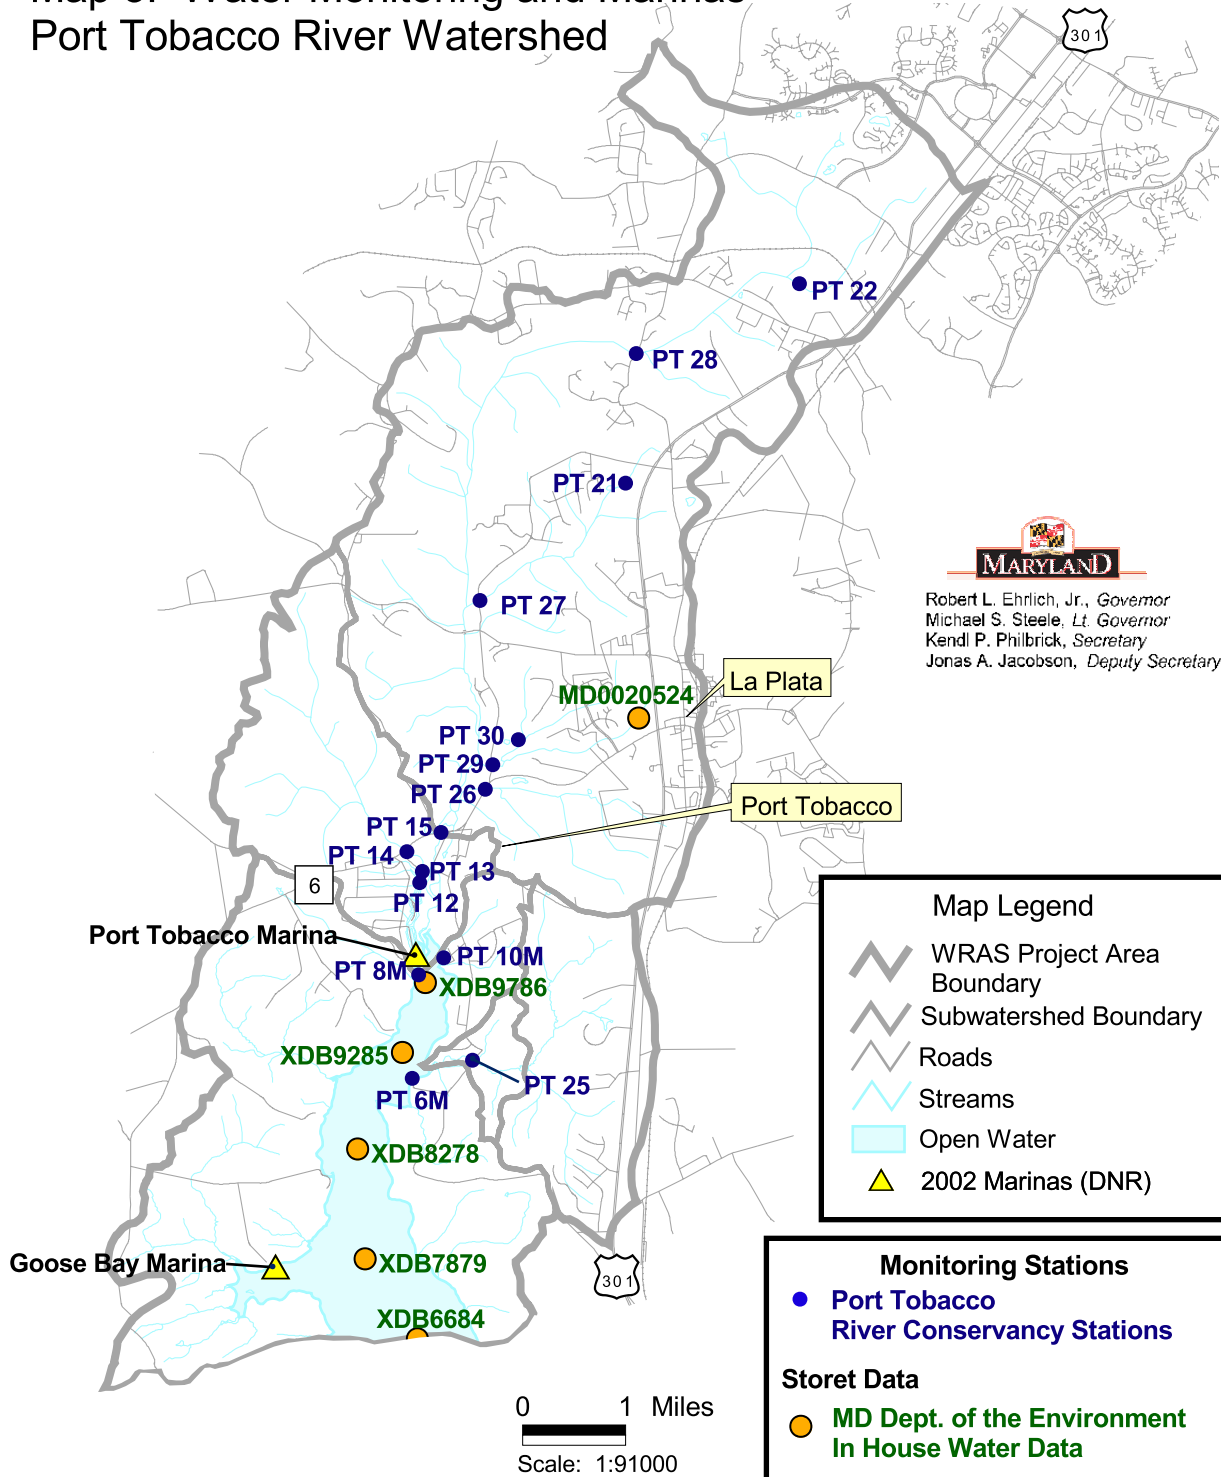 Port Tobacco River Watershed
301
PT 22
PT 28
PT 21
PT 27
MARYLAND
Robert L. Ehrlich, Jr., Governor
Michael S. Steele, Lt. Governor
Kendl P. Philbrick, Secretary
Jonas A. Jacobson, Deputy Secretary
La Plata
MD0020524
PT 30
PT 29
PT 26
Port Tobacco
PT 15
PT 14
PT 13
6
PT 12
Port Tobacco Marina
PT 10M
PT 8M
XDB9786
XDB9285
PT 25
PT 6M
XDB8278
Goose Bay Marina
XDB7879
301
XDB6684
Map Legend
WRAS Project Area
Boundary
Subwatershed Boundary
Roads
Streams
Open Water
2002 Marinas (DNR)
Monitoring Stations
Port Tobacco
River Conservancy Stations
Storet Data
MD Dept. of the Environment
In House Water Data
0 1 Miles
Scale: 1:91000